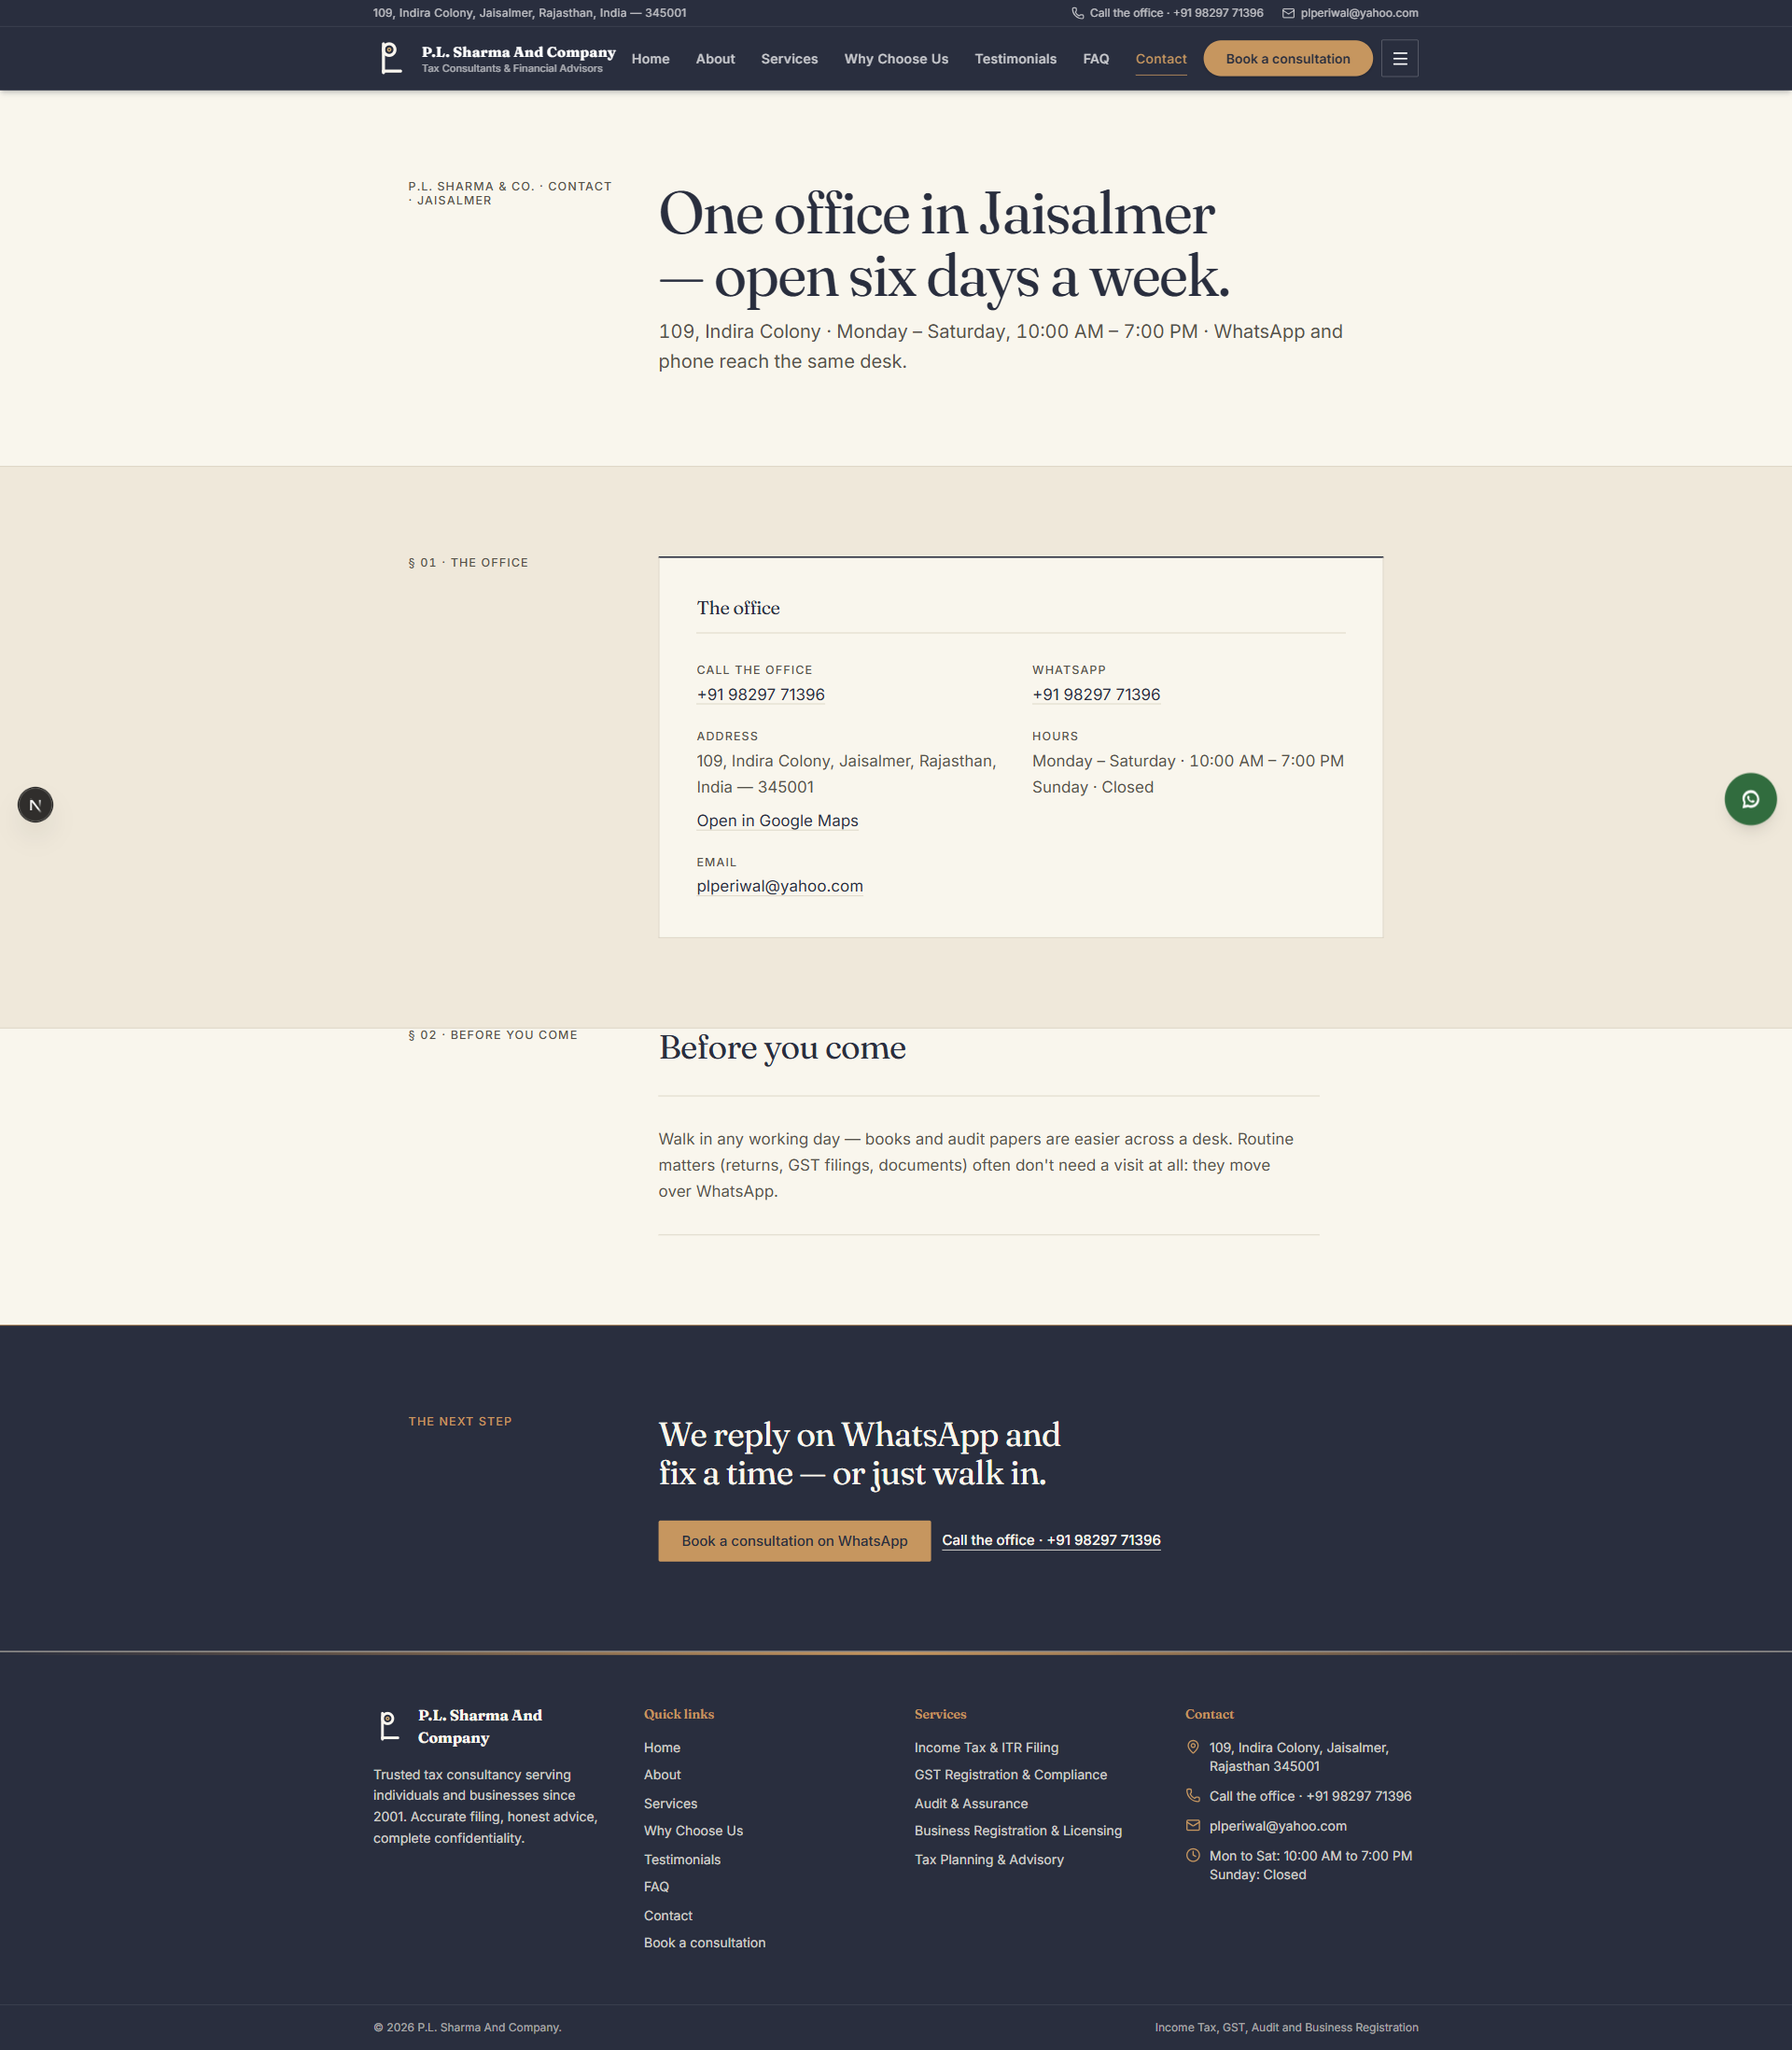 109, Indira Colony, Jaisalmer, Rajasthan, India — 345001
Call the office · +91 98297 71396
plperiwal@yahoo.com
P.L. Sharma And Company
Tax Consultants & Financial Advisors
Home
About
Services
Why Choose Us
Testimonials
FAQ
Contact
Book a consultation
P.L. SHARMA & CO. · CONTACT
· JAISALMER
One office in Jaisalmer
— open six days a week.
109, Indira Colony · Monday – Saturday, 10:00 AM – 7:00 PM · WhatsApp and
phone reach the same desk.
§ 01 · THE OFFICE
The office
CALL THE OFFICE
+91 98297 71396
WHATSAPP
+91 98297 71396
ADDRESS
109, Indira Colony, Jaisalmer, Rajasthan,
India — 345001
Open in Google Maps
HOURS
Monday – Saturday · 10:00 AM – 7:00 PM
Sunday · Closed
EMAIL
plperiwal@yahoo.com
N
§ 02 · BEFORE YOU COME
Before you come
Walk in any working day — books and audit papers are easier across a desk. Routine
matters (returns, GST filings, documents) often don't need a visit at all: they move
over WhatsApp.
THE NEXT STEP
We reply on WhatsApp and
fix a time — or just walk in.
Book a consultation on WhatsApp
Call the office · +91 98297 71396
P.L. Sharma And
Company
Trusted tax consultancy serving
individuals and businesses since
2001. Accurate filing, honest advice,
complete confidentiality.
Quick links
Home
About
Services
Why Choose Us
Testimonials
FAQ
Contact
Book a consultation
Services
Income Tax & ITR Filing
GST Registration & Compliance
Audit & Assurance
Business Registration & Licensing
Tax Planning & Advisory
Contact
109, Indira Colony, Jaisalmer,
Rajasthan 345001
Call the office · +91 98297 71396
plperiwal@yahoo.com
Mon to Sat: 10:00 AM to 7:00 PM
Sunday: Closed
© 2026 P.L. Sharma And Company.
Income Tax, GST, Audit and Business Registration